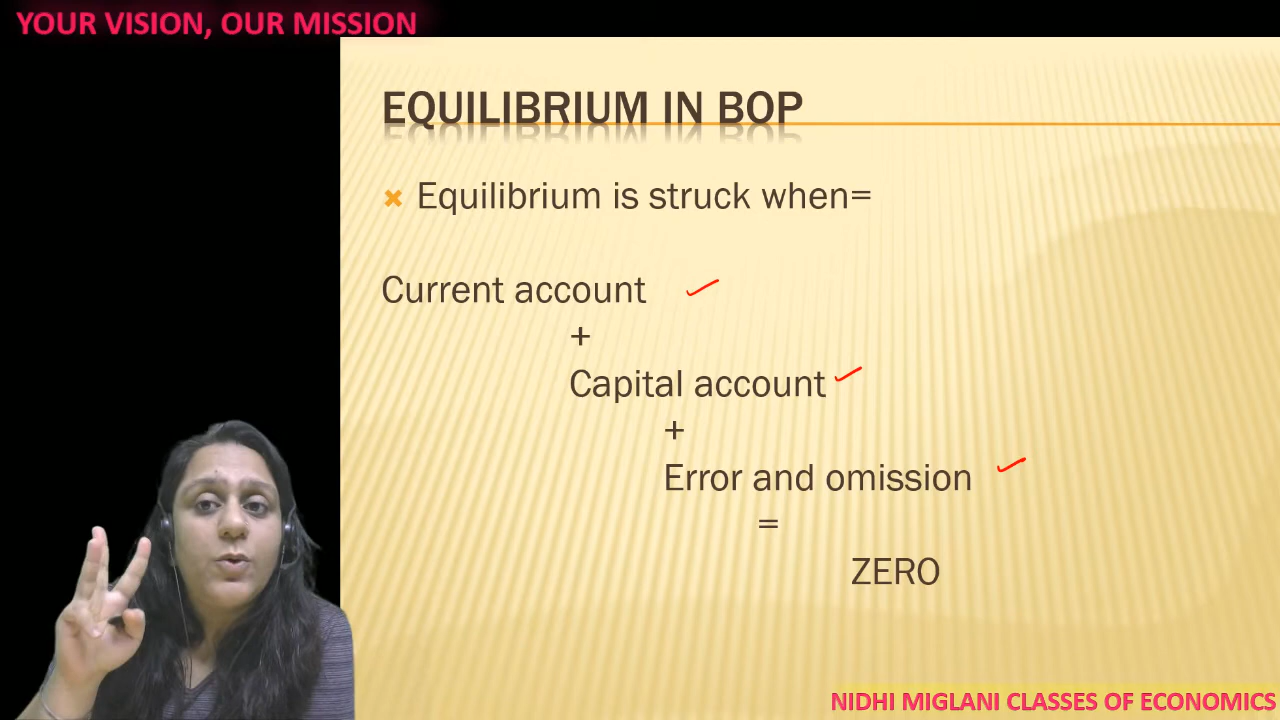 YOUR VISION, OUR MISSION
EQUILIBRIUM IN BOP
Equilibrium is struck when=
Current account
+
Capital account
+
Error and omission
=
ZERO
NIDHI MIGLANI CLASSES OF ECONOMICS